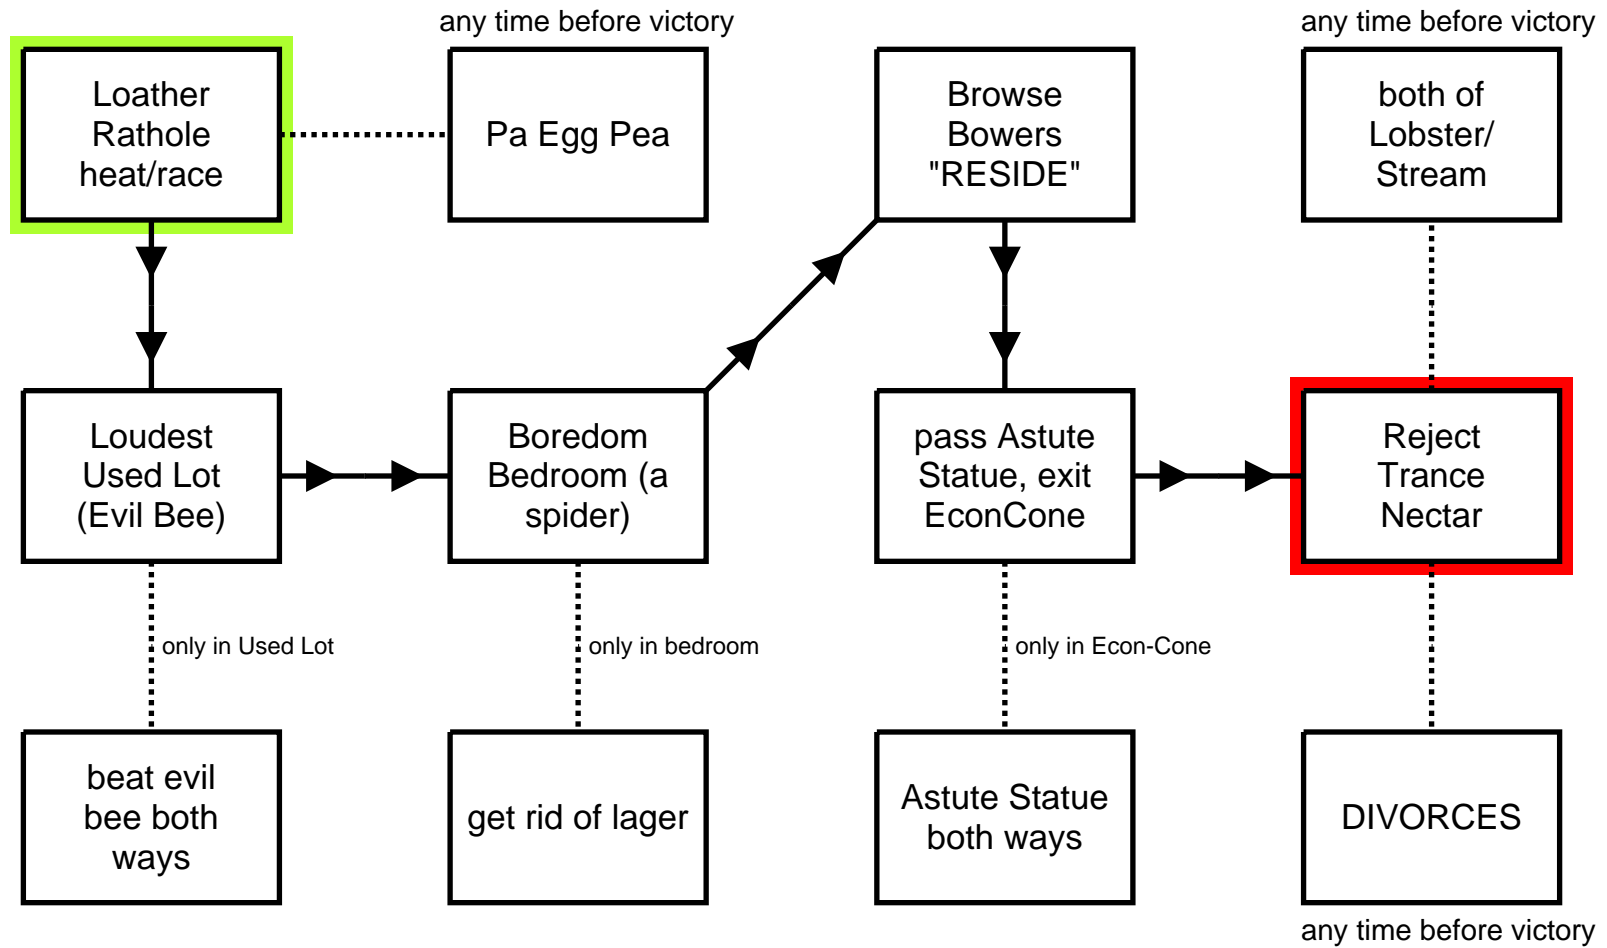 any time before victory
any time before victory
Loather
Rathole
heat/race
Pa Egg Pea
Browse
Bowers
"RESIDE"
both of
Lobster/
Stream
Loudest
Used Lot
(Evil Bee)
Boredom
Bedroom (a
spider)
pass Astute
Statue, exit
EconCone
Reject
Trance
Nectar
only in Used Lot
only in bedroom
only in Econ-Cone
beat evil
bee both
ways
get rid of lager
Astute Statue
both ways
DIVORCES
any time before victory